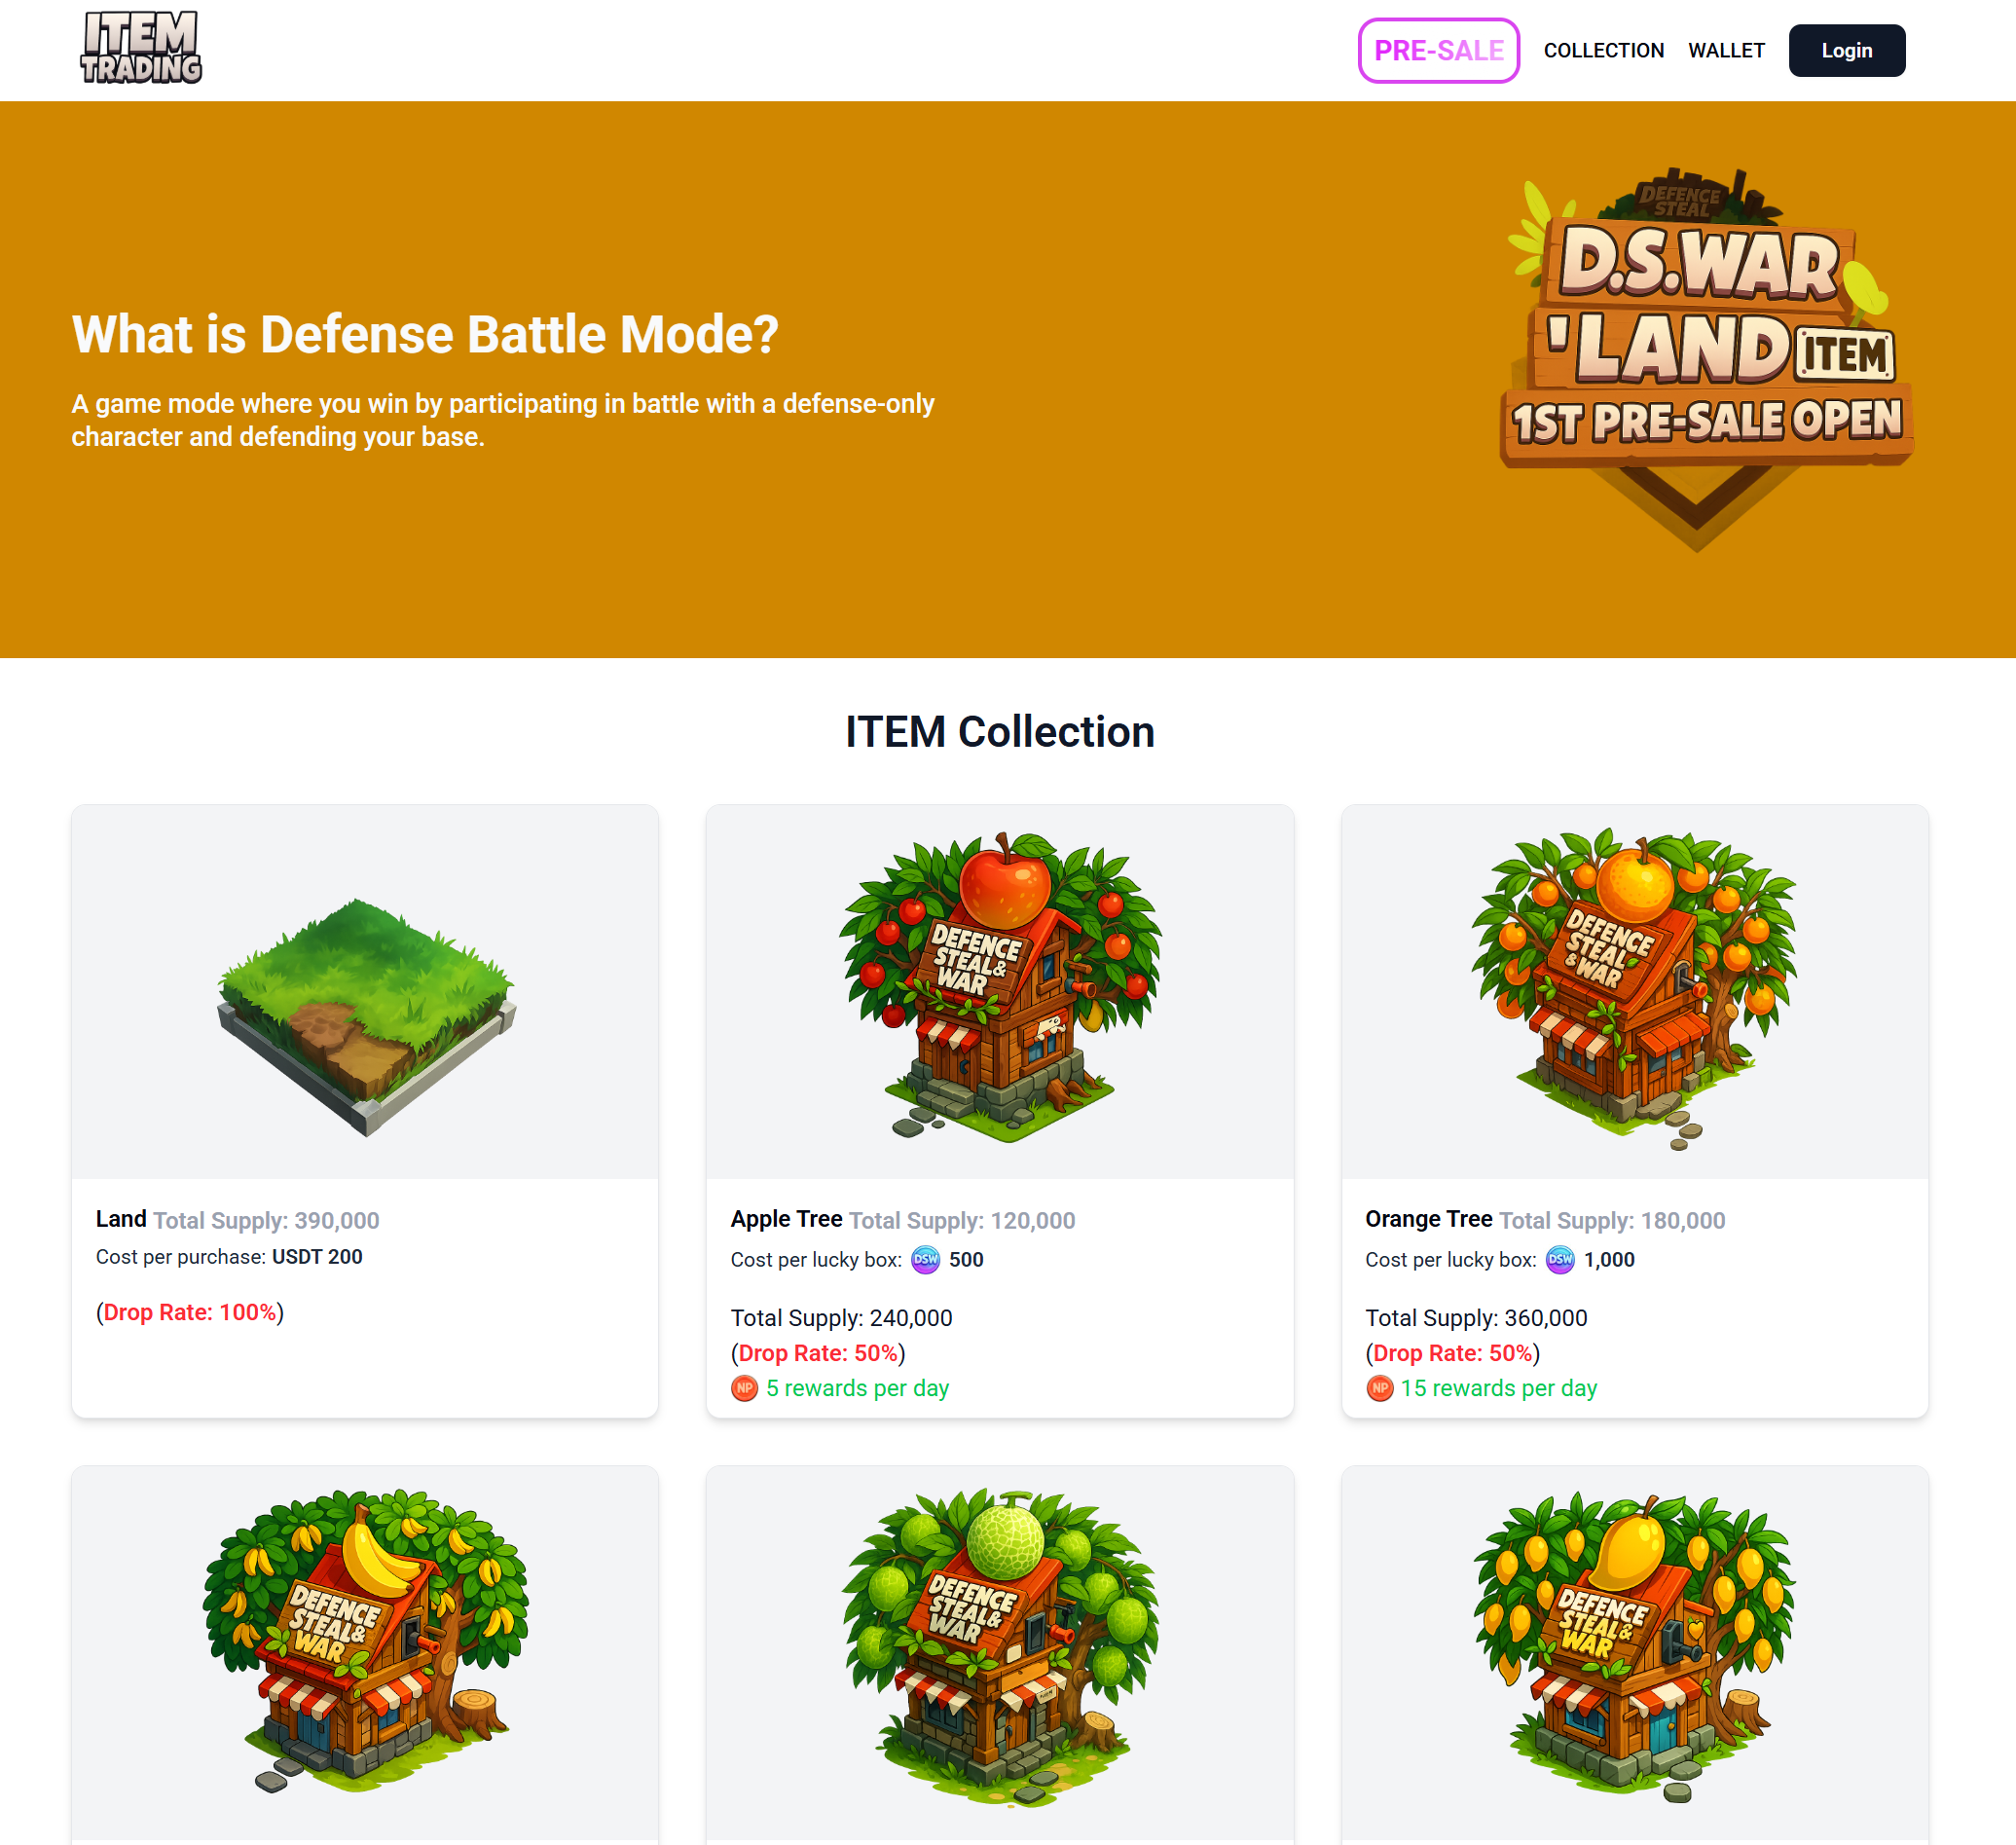 ITEM
TRADING
PRE-SALE
COLLECTION
WALLET
Login
What is Defense Battle Mode?
A game mode where you win by participating in battle with a defense-only
character and defending your base.
DEFENCE
STEAL
D.S.WAR
'LAND ITEM
1ST PRE-SALE OPEN
ITEM Collection
Land Total Supply: 390,000
Cost per purchase: USDT 200
(Drop Rate: 100%)
DEFENCE
STEAL&
WAR
Apple Tree Total Supply: 120,000
Cost per lucky box: DSW 500
Total Supply: 240,000
(Drop Rate: 50%)
NP 5 rewards per day
DEFENCE
STEAL
&WAR
Orange Tree Total Supply: 180,000
Cost per lucky box: DSW 1,000
Total Supply: 360,000
(Drop Rate: 50%)
NP 15 rewards per day
DEFENCE
STEAL&
WAR
DEFENCE
STEAL&
WAR
DEFENCE
STEAL&
WAR